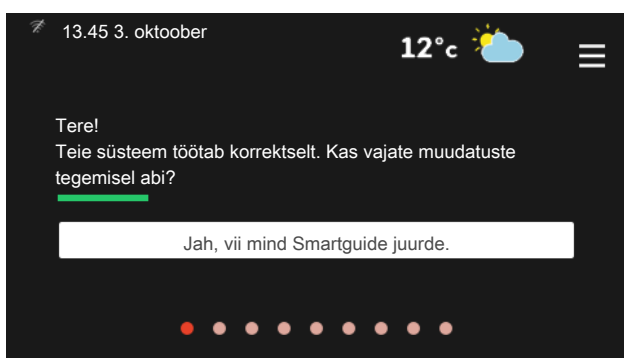 13.45 3. oktoober
12°c
Tere!
Teie süsteem töötab korrektselt. Kas vajate muudatuste
tegemisel abi?
Jah, vii mind Smartguide juurde.